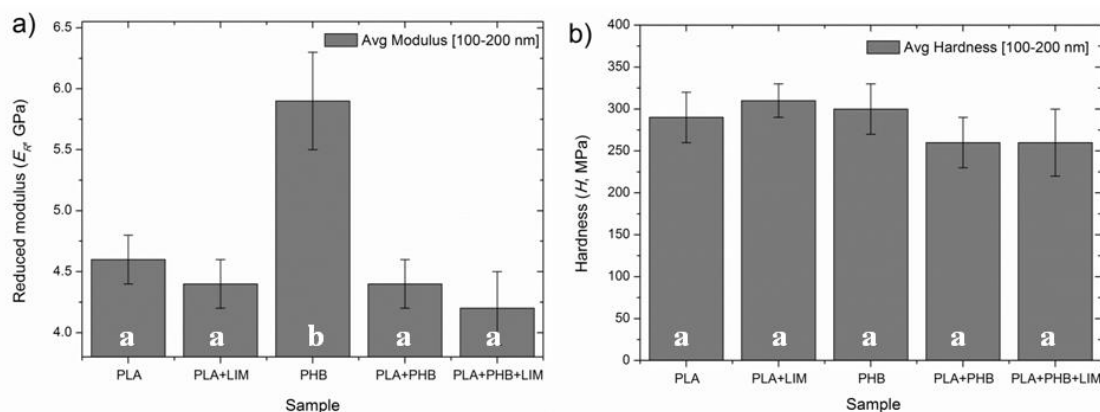 a)
Avg Modulus [100-200 nm]
Reduced modulus (E_R, GPa)
6.5
6.0
5.5
5.0
4.5
4.0
a a b a a
PLA PLA+LIM PHB PLA+PHB PLA+PHB+LIM
Sample
b)
Avg Hardness [100-200 nm]
Hardness (H, MPa)
400
350
300
250
200
150
100
50
0
a a a a a
PLA PLA+LIM PHB PLA+PHB PLA+PHB+LIM
Sample